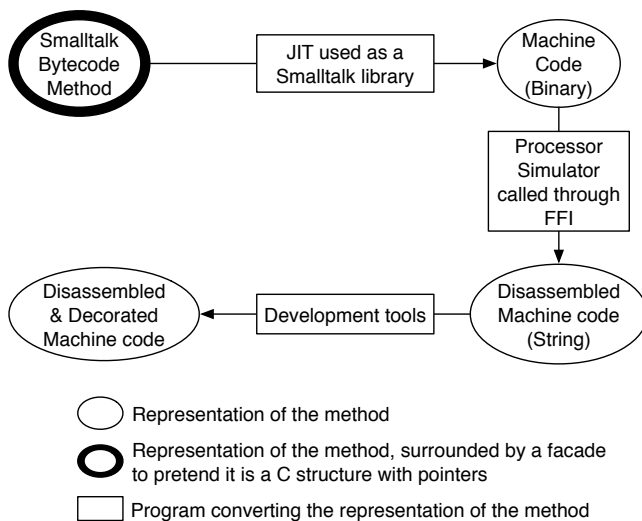 Smalltalk
Bytecode
Method
JIT used as a
Smalltalk library
Machine
Code
(Binary)
Processor
Simulator
called through
FFI
Disassembled
& Decorated
Machine code
Development tools
Disassembled
Machine code
(String)
Representation of the method
Representation of the method, surrounded by a facade
to pretend it is a C structure with pointers
Program converting the representation of the method